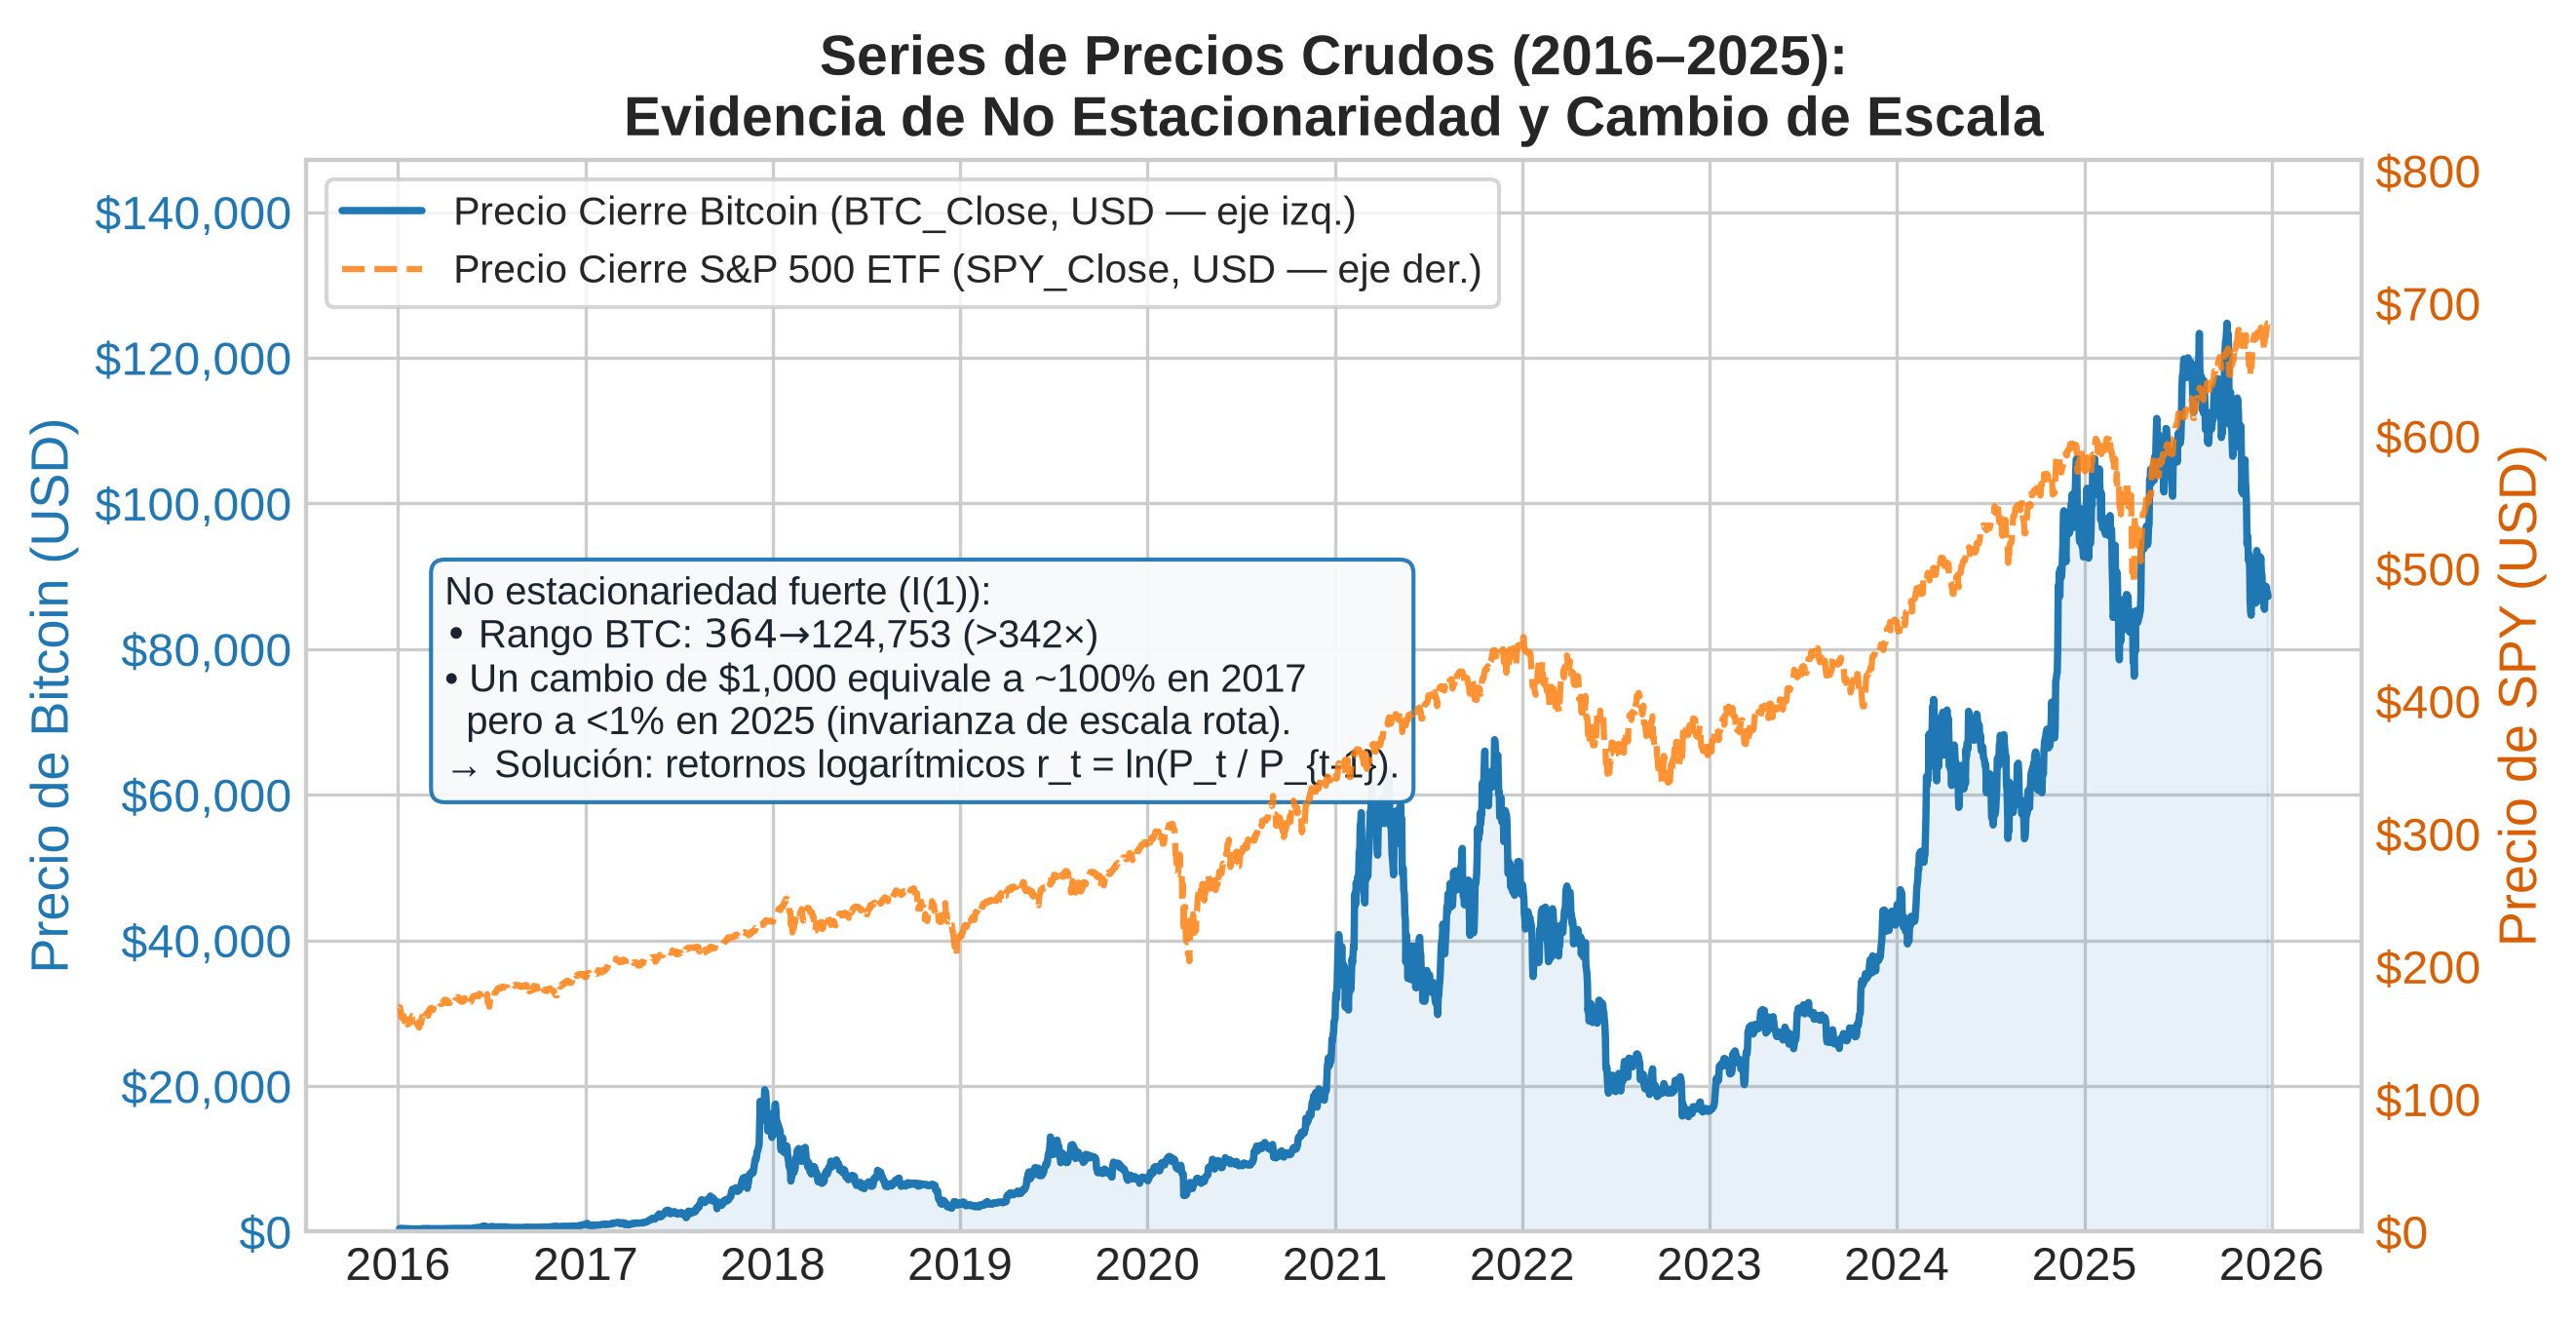 Series de Precios Crudos (2016–2025):
Evidencia de No Estacionariedad y Cambio de Escala
Precio Cierre Bitcoin (BTC_Close, USD — eje izq.)
Precio Cierre S&P 500 ETF (SPY_Close, USD — eje der.)
Precio de Bitcoin (USD)
$140,000
$120,000
$100,000
$80,000
$60,000
$40,000
$20,000
$0
No estacionariedad fuerte (I(1)):
• Rango BTC: 364→124,753 (>342×)
• Un cambio de $1,000 equivale a ~100% en 2017
pero a <1% en 2025 (invarianza de escala rota).
→ Solución: retornos logarítmicos r_t = ln(P_t / P_{t-1}).
$800
$700
$600
$500
$400
$300
$200
$100
$0
Precio de SPY (USD)
2016 2017 2018 2019 2020 2021 2022 2023 2024 2025 2026